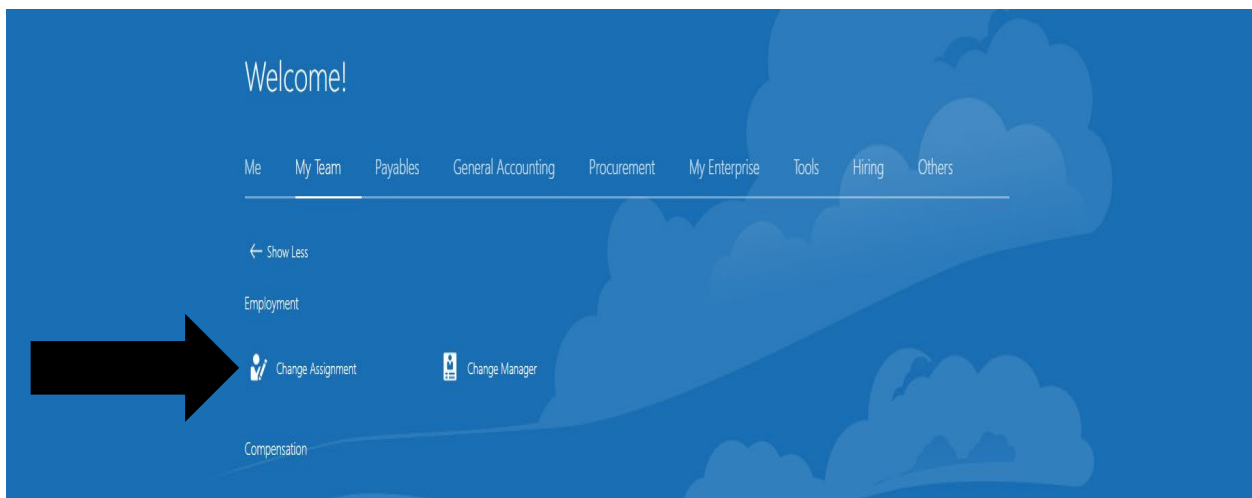 Welcome!
Me My Team Payables General Accounting Procurement My Enterprise Tools Hiring Others
Show Less
Employment
Change Assignment Change Manager
Compensation